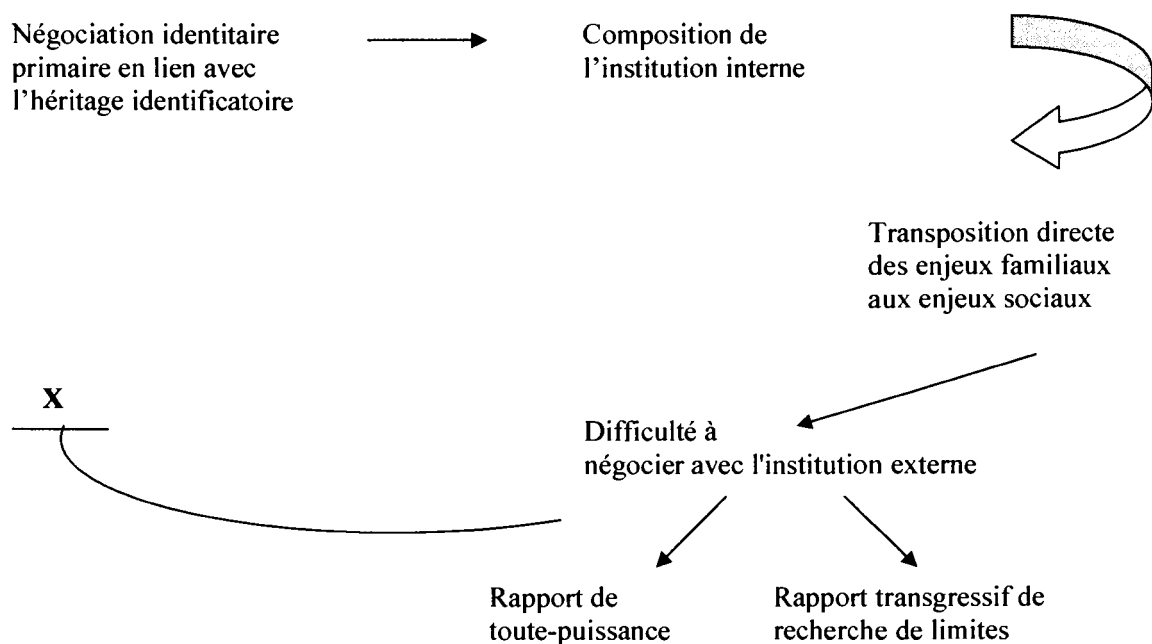 Négociation identitaire
primaire en lien avec
l'héritage identificatoire
Composition de
l'institution interne
Transposition directe
des enjeux familiaux
aux enjeux sociaux
X
Difficulté à
négocier avec l'institution externe
Rapport de
toute-puissance
Rapport transgressif de
recherche de limites